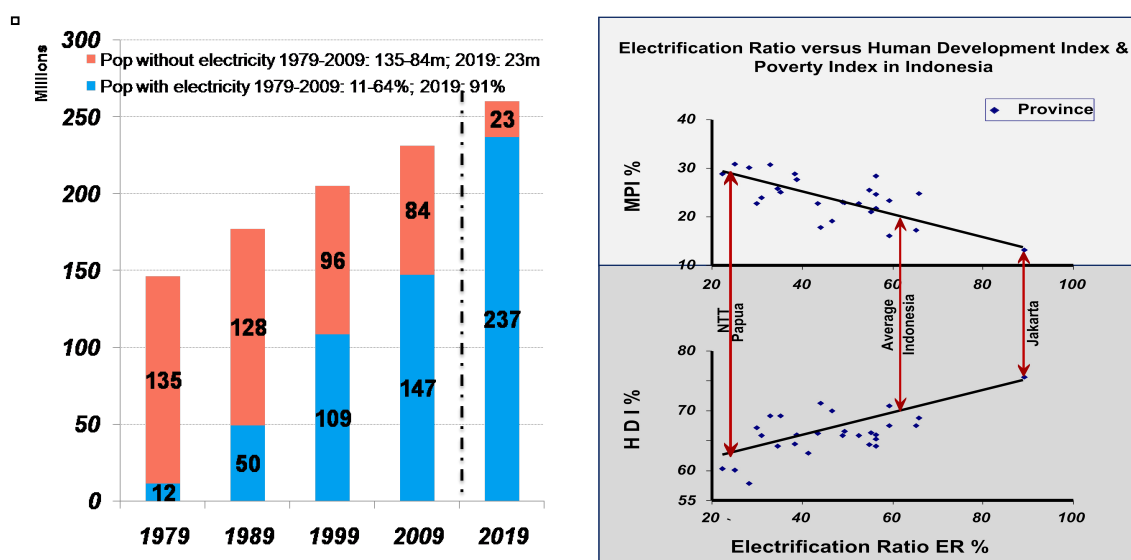 300
Pop without electricity 1979-2009: 135-84m; 2019: 23m
Pop with electricity 1979-2009: 11-64%; 2019: 91%
Millions
250
200
150
100
50
0
135
12
128
50
96
109
84
147
23
237
1979 1989 1999 2009 2019
Electrification Ratio versus Human Development Index &
Poverty Index in Indonesia
Province
MPI %
40
30
20
10
20 40 60 80 100
NTT
Papua
Average
Indonesia
Jakarta
H D I %
80
70
60
55
20 40 60 80 100
Electrification Ratio ER %